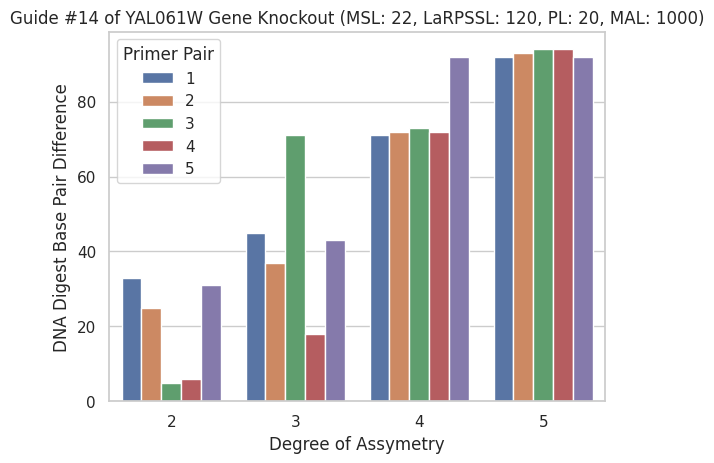 Guide #14 of YAL061W Gene Knockout (MSL: 22, LaRPSSL: 120, PL: 20, MAL: 1000)
Primer Pair
1
2
3
4
5
DNA Digest Base Pair Difference
80
60
40
20
0
2 3 4 5
Degree of Assymetry